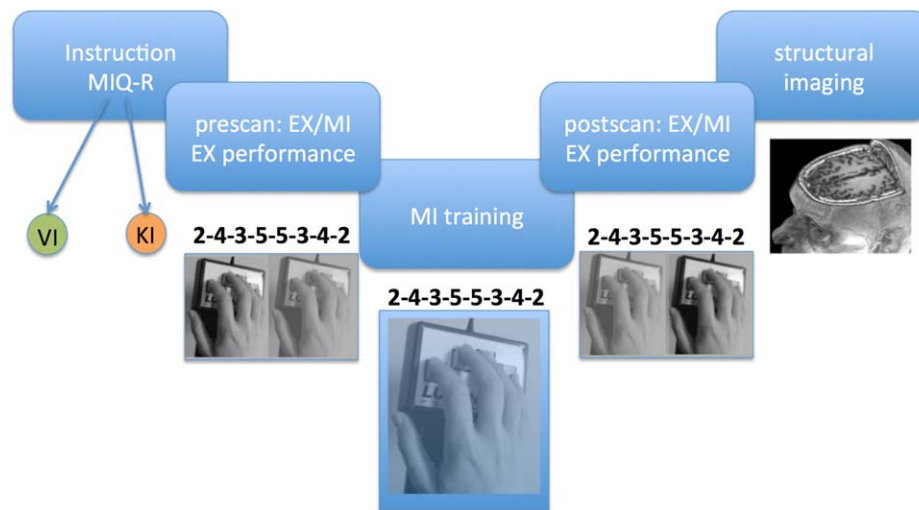 Instruction
MIQ-R
VI
KI
prescan: EX/MI
EX performance
2-4-3-5-5-3-4-2
MI training
2-4-3-5-5-3-4-2
postscan: EX/MI
EX performance
2-4-3-5-5-3-4-2
structural
imaging